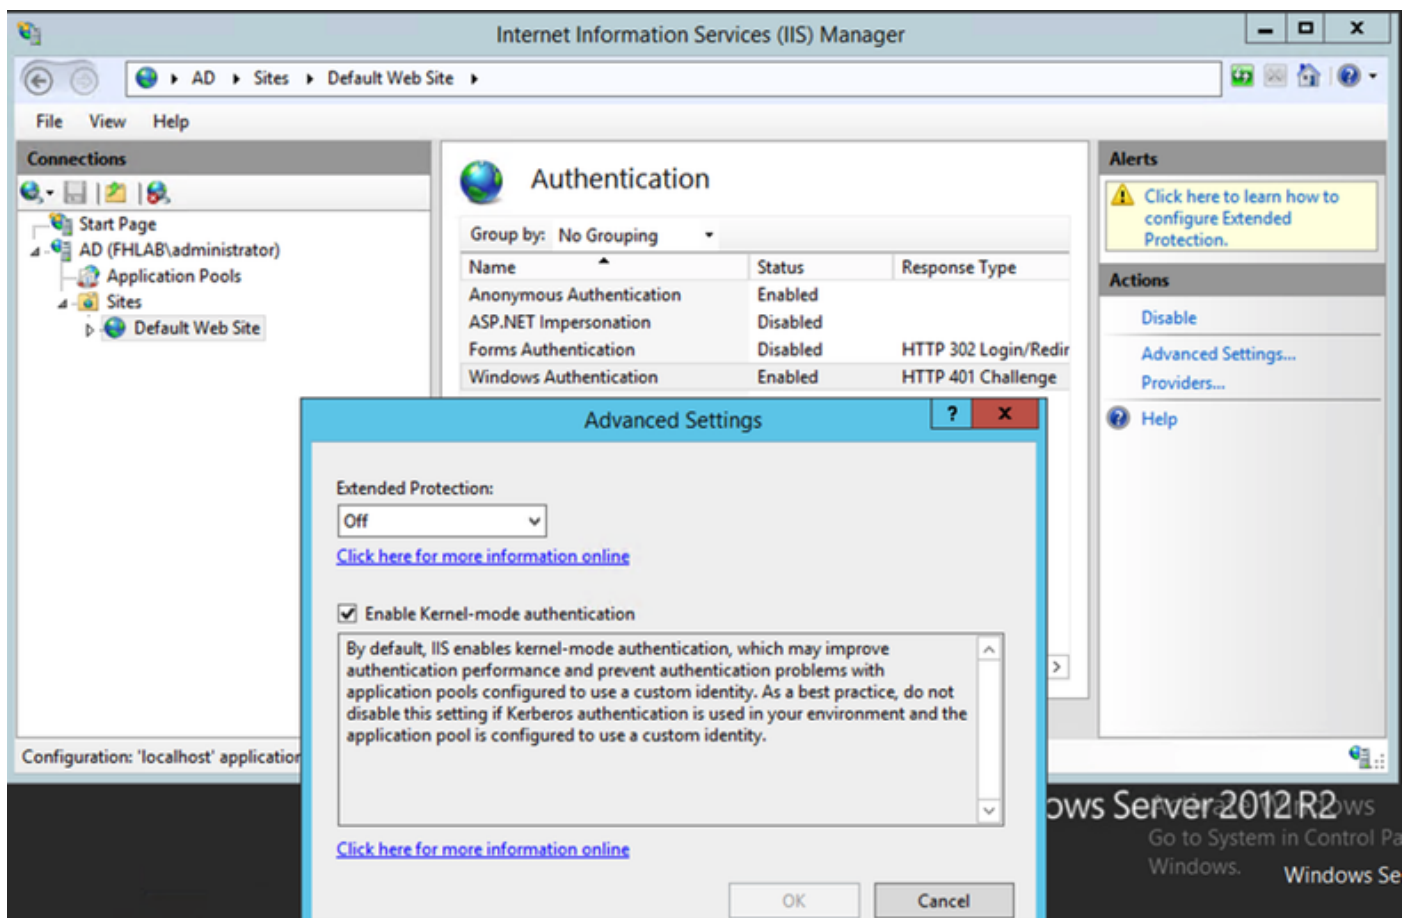 Internet Information Services (IIS) Manager
AD Sites Default Web Site
File View Help
Connections
Start Page
AD (FHLAB\administrator)
Application Pools
Sites
Default Web Site
Authentication
Group by: No Grouping
Name Status Response Type
Anonymous Authentication Enabled
ASP.NET Impersonation Disabled
Forms Authentication Disabled HTTP 302 Login/Redir
Windows Authentication Enabled HTTP 401 Challenge
Alerts
Click here to learn how to
configure Extended
Protection.
Actions
Disable
Advanced Settings...
Providers...
Help
Advanced Settings
Extended Protection:
Off
Click here for more information online
Enable Kernel-mode authentication
By default, IIS enables kernel-mode authentication, which may improve
authentication performance and prevent authentication problems with
application pools configured to use a custom identity. As a best practice, do not
disable this setting if Kerberos authentication is used in your environment and the
application pool is configured to use a custom identity.
Click here for more information online
OK Cancel
Configuration: 'localhost' application
ows Server 2012 R2
Activate Windows
Go to System in Control Pa
Windows.
Windows Se